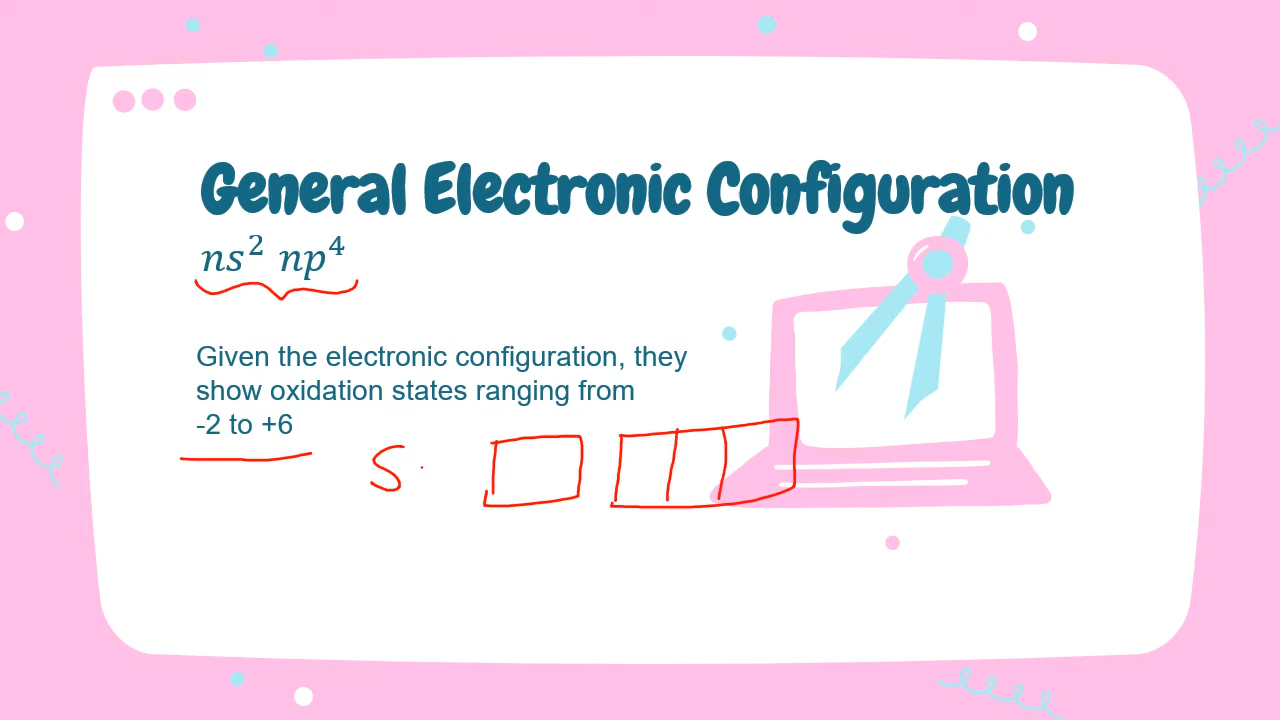 General Electronic Configuration
ns² np⁴
Given the electronic configuration, they
show oxidation states ranging from
-2 to +6
S